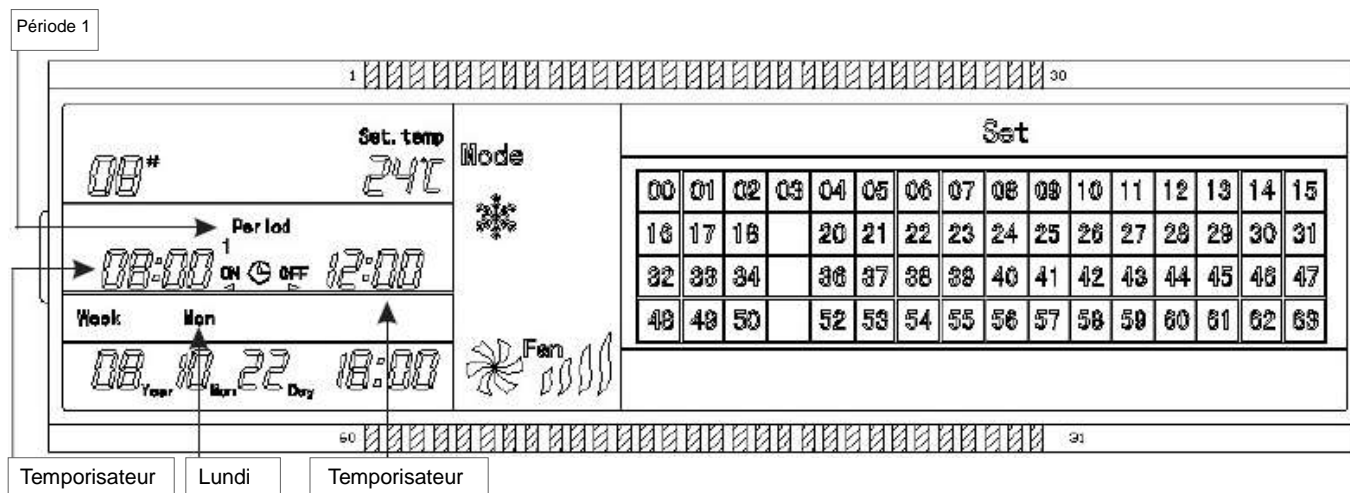 Période 1
1 30
Set
Set. temp
Mode
08# 24℃
00 01 02 03 04 05 06 07 08 09 10 11 12 13 14 15
Period
1
16 17 18 20 21 22 23 24 25 26 27 28 29 30 31
08:00 ON OFF 12:00
32 33 34 36 37 38 39 40 41 42 43 44 45 46 47
Week Mon
48 49 50 52 53 54 55 56 57 58 59 60 61 62 63
Fan
08 Year 10 Mon 22 Day 18:00
60 31
Temporisateur Lundi Temporisateur